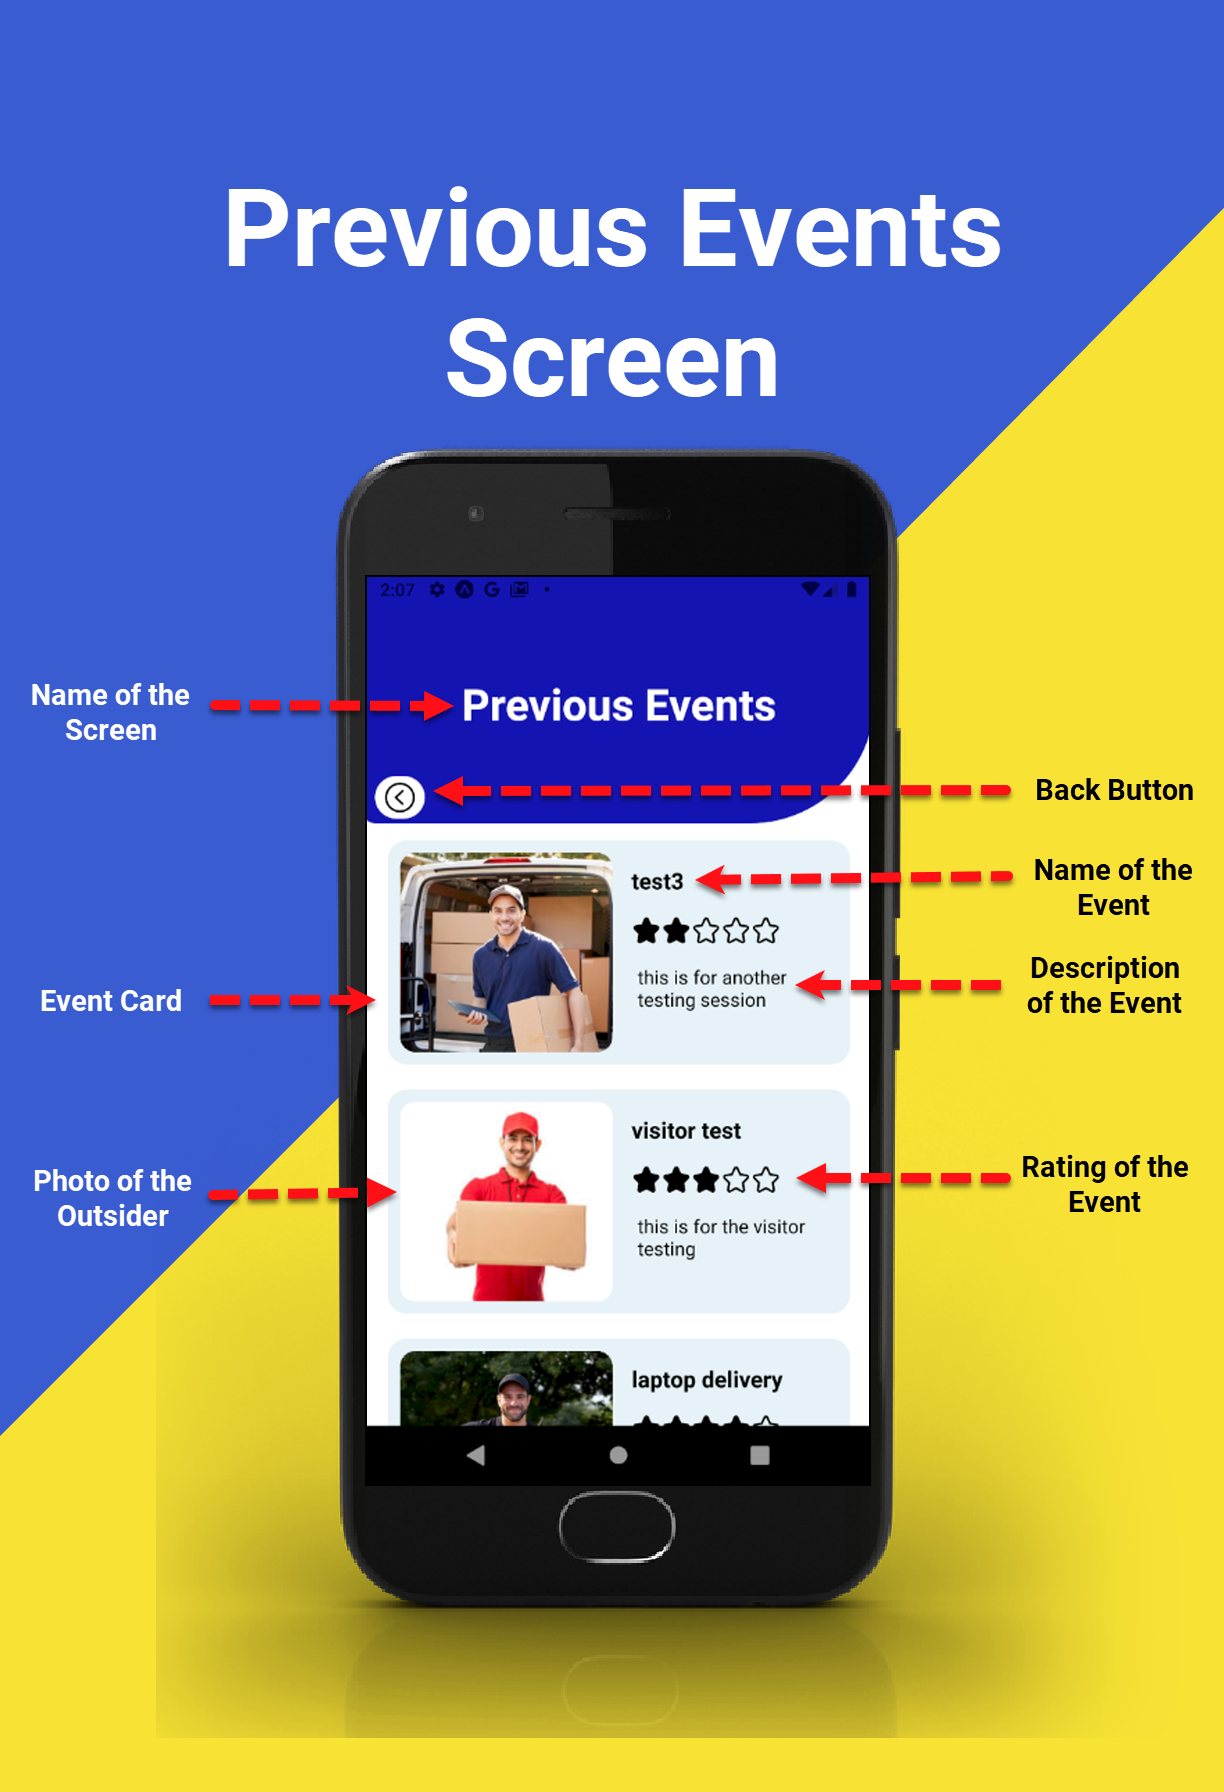 Previous Events
Screen
2:07
Previous Events
Name of the
Screen
Back Button
test3
Name of the
Event
this is for another
testing session
Description
of the Event
Event Card
visitor test
this is for the visitor
testing
Photo of the
Outsider
Rating of the
Event
laptop delivery